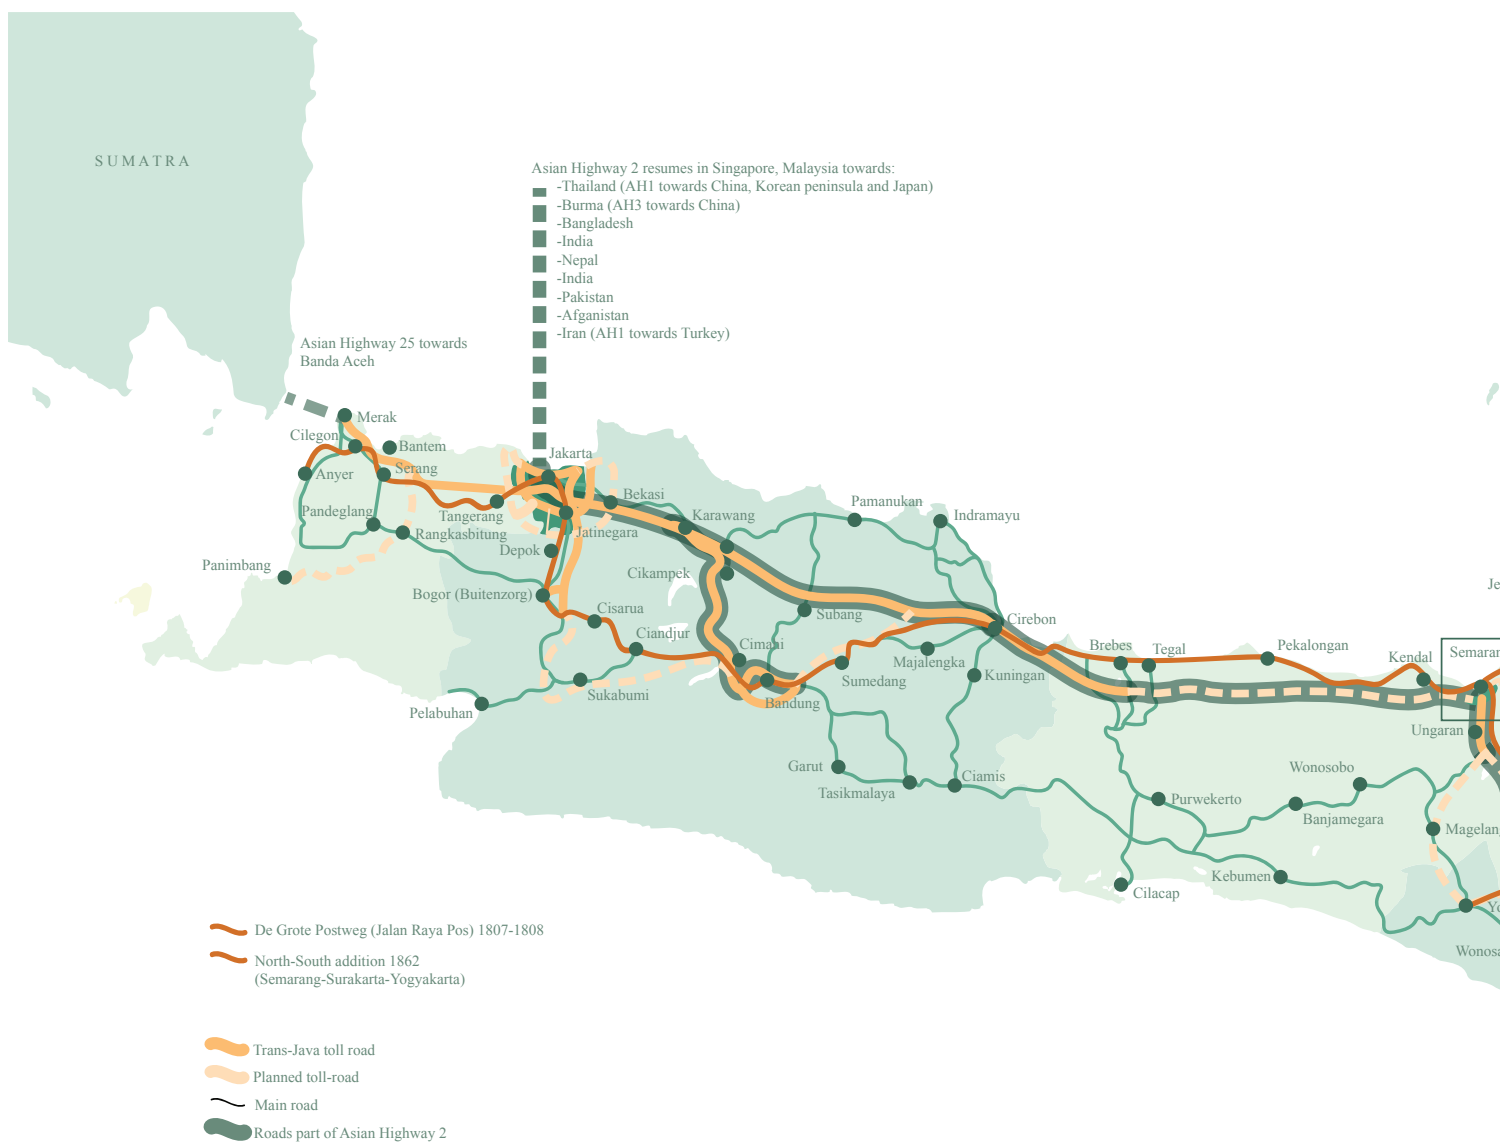 SUMATRA
Asian Highway 2 resumes in Singapore, Malaysia towards:
-Thailand (AH1 towards China, Korean peninsula and Japan)
-Burma (AH3 towards China)
-Bangladesh
-India
-Nepal
-India
-Pakistan
-Afganistan
-Iran (AH1 towards Turkey)
Asian Highway 25 towards
Banda Aceh
Merak
Cilegon
Bantem
Jakarta
Anyer
Serang
Bekasi
Pandeglang
Tangerang
Karawang
Pamanukan
Indramayu
Rangkasbitung
Jatinegara
Depok
Panimbang
Cikampek
Je
Bogor (Buitenzorg)
Cisarua
Subang
Cirebon
Ciandjur
Cimahi
Majalengka
Brebes
Tegal
Pekalongan
Kendal
Semaran
Sukabumi
Sumedang
Kuningan
Pelabuhan
Bandung
Ungaran
Garut
Tasikmalaya
Ciamis
Wonosobo
Purwekerto
Banjamegara
Magelang
Kebumen
Cilacap
Yo
Wonosa
De Grote Postweg (Jalan Raya Pos) 1807-1808
North-South addition 1862
(Semarang-Surakarta-Yogyakarta)
Trans-Java toll road
Planned toll-road
Main road
Roads part of Asian Highway 2